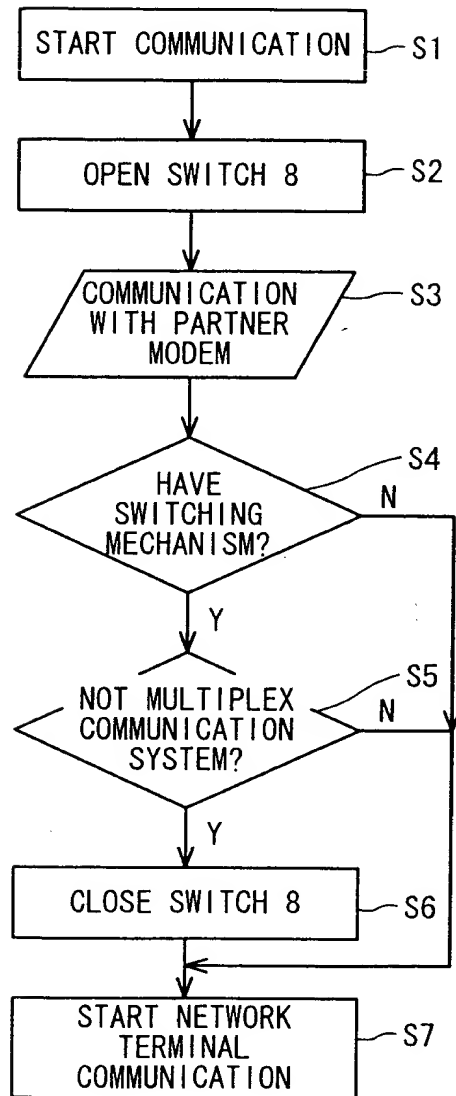 START COMMUNICATION
S1
OPEN SWITCH 8
S2
COMMUNICATION
WITH PARTNER
MODEM
S3
HAVE
SWITCHING
MECHANISM?
S4
N
Y
NOT MULTIPLEX
COMMUNICATION
SYSTEM?
S5
N
Y
CLOSE SWITCH 8
S6
START NETWORK
TERMINAL
COMMUNICATION
S7